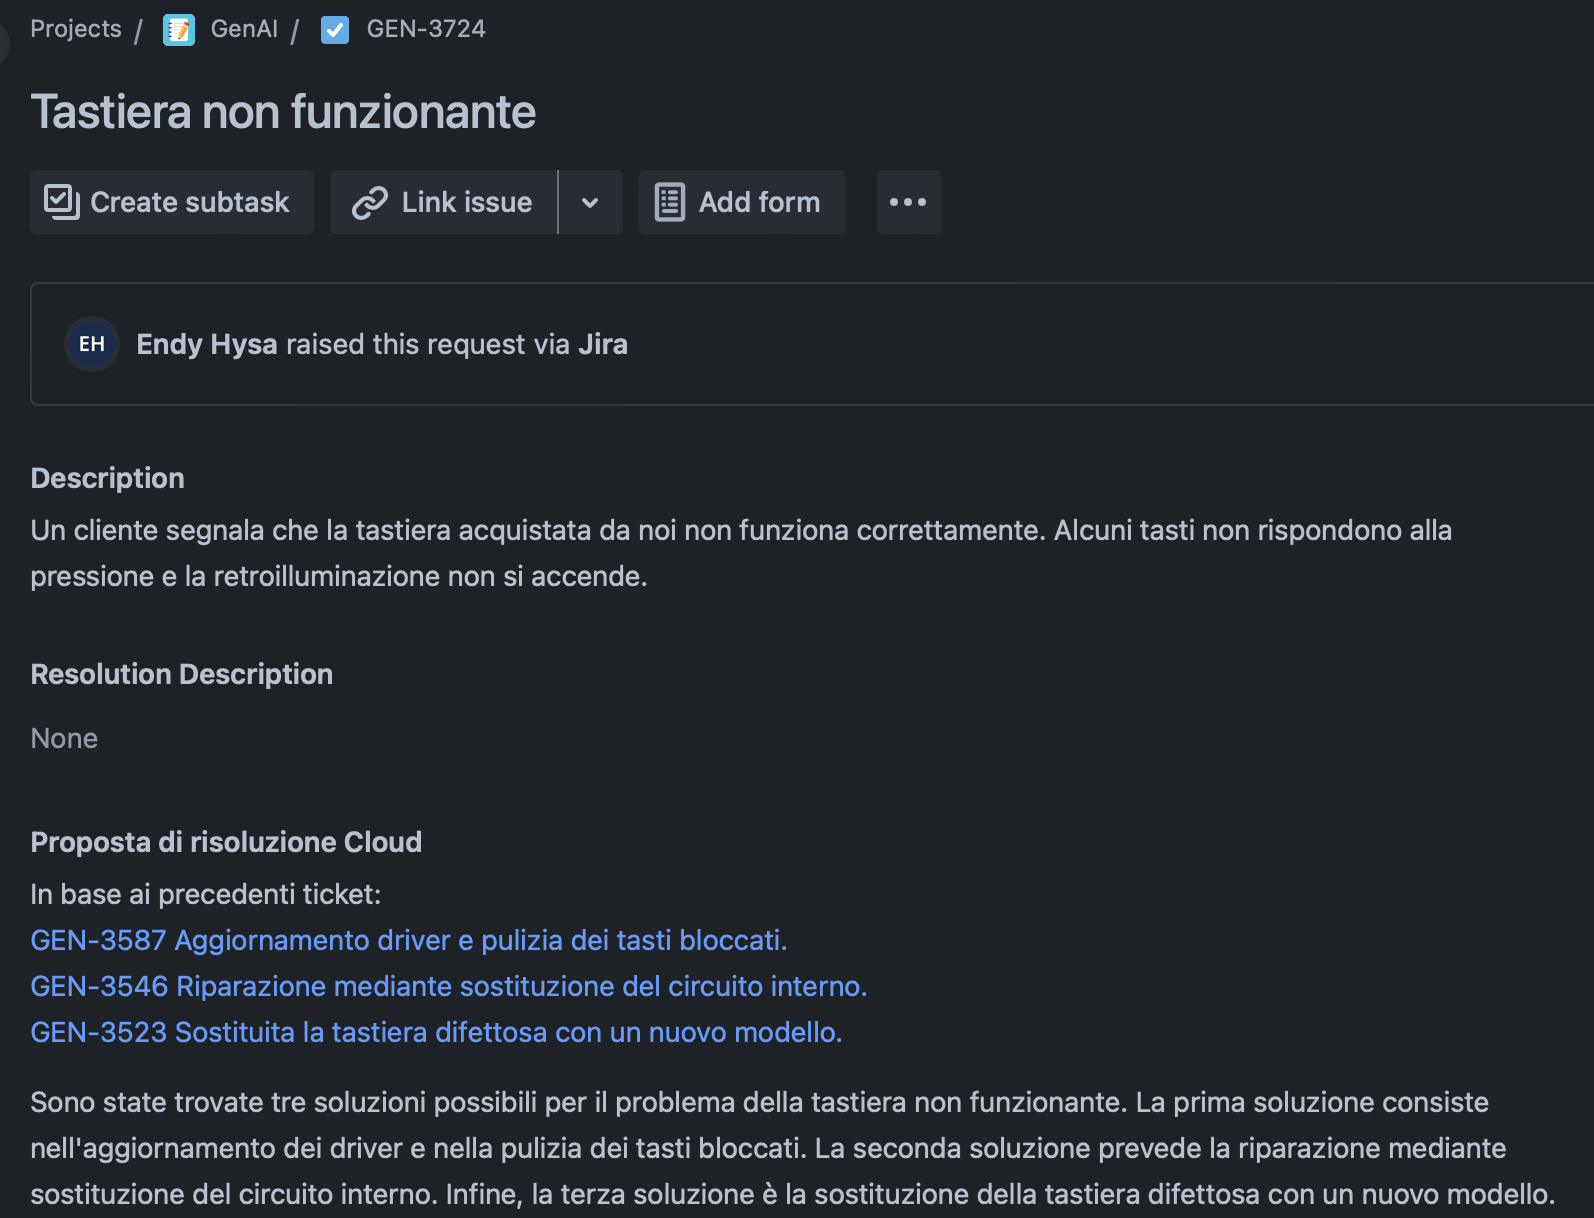 Projects / GenAI / GEN-3724
Tastiera non funzionante
Create subtask Link issue Add form
EH Endy Hysa raised this request via Jira
Description
Un cliente segnala che la tastiera acquistata da noi non funziona correttamente. Alcuni tasti non rispondono alla
pressione e la retroilluminazione non si accende.
Resolution Description
None
Proposta di risoluzione Cloud
In base ai precedenti ticket:
GEN-3587 Aggiornamento driver e pulizia dei tasti bloccati.
GEN-3546 Riparazione mediante sostituzione del circuito interno.
GEN-3523 Sostituita la tastiera difettosa con un nuovo modello.
Sono state trovate tre soluzioni possibili per il problema della tastiera non funzionante. La prima soluzione consiste
nell'aggiornamento dei driver e nella pulizia dei tasti bloccati. La seconda soluzione prevede la riparazione mediante
sostituzione del circuito interno. Infine, la terza soluzione è la sostituzione della tastiera difettosa con un nuovo modello.